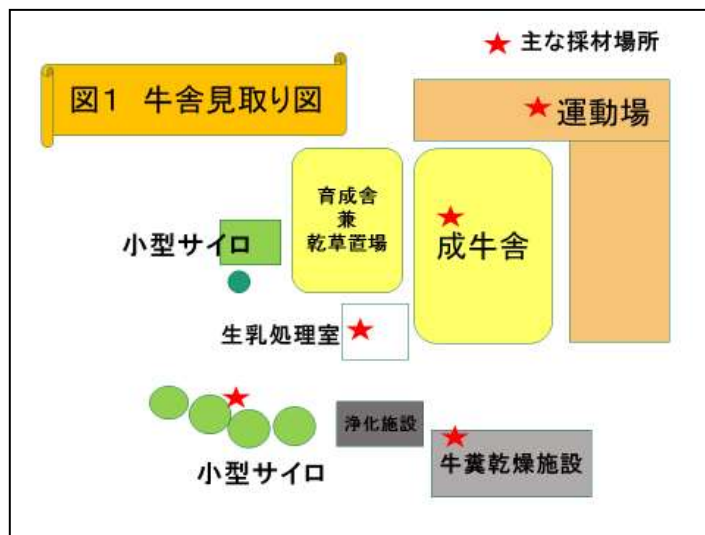 ★ 主な採材場所
図1 牛舎見取り図
運動場
育成舎
兼
乾草置場
成牛舎
小型サイロ
生乳処理室
浄化施設
牛糞乾燥施設
小型サイロ